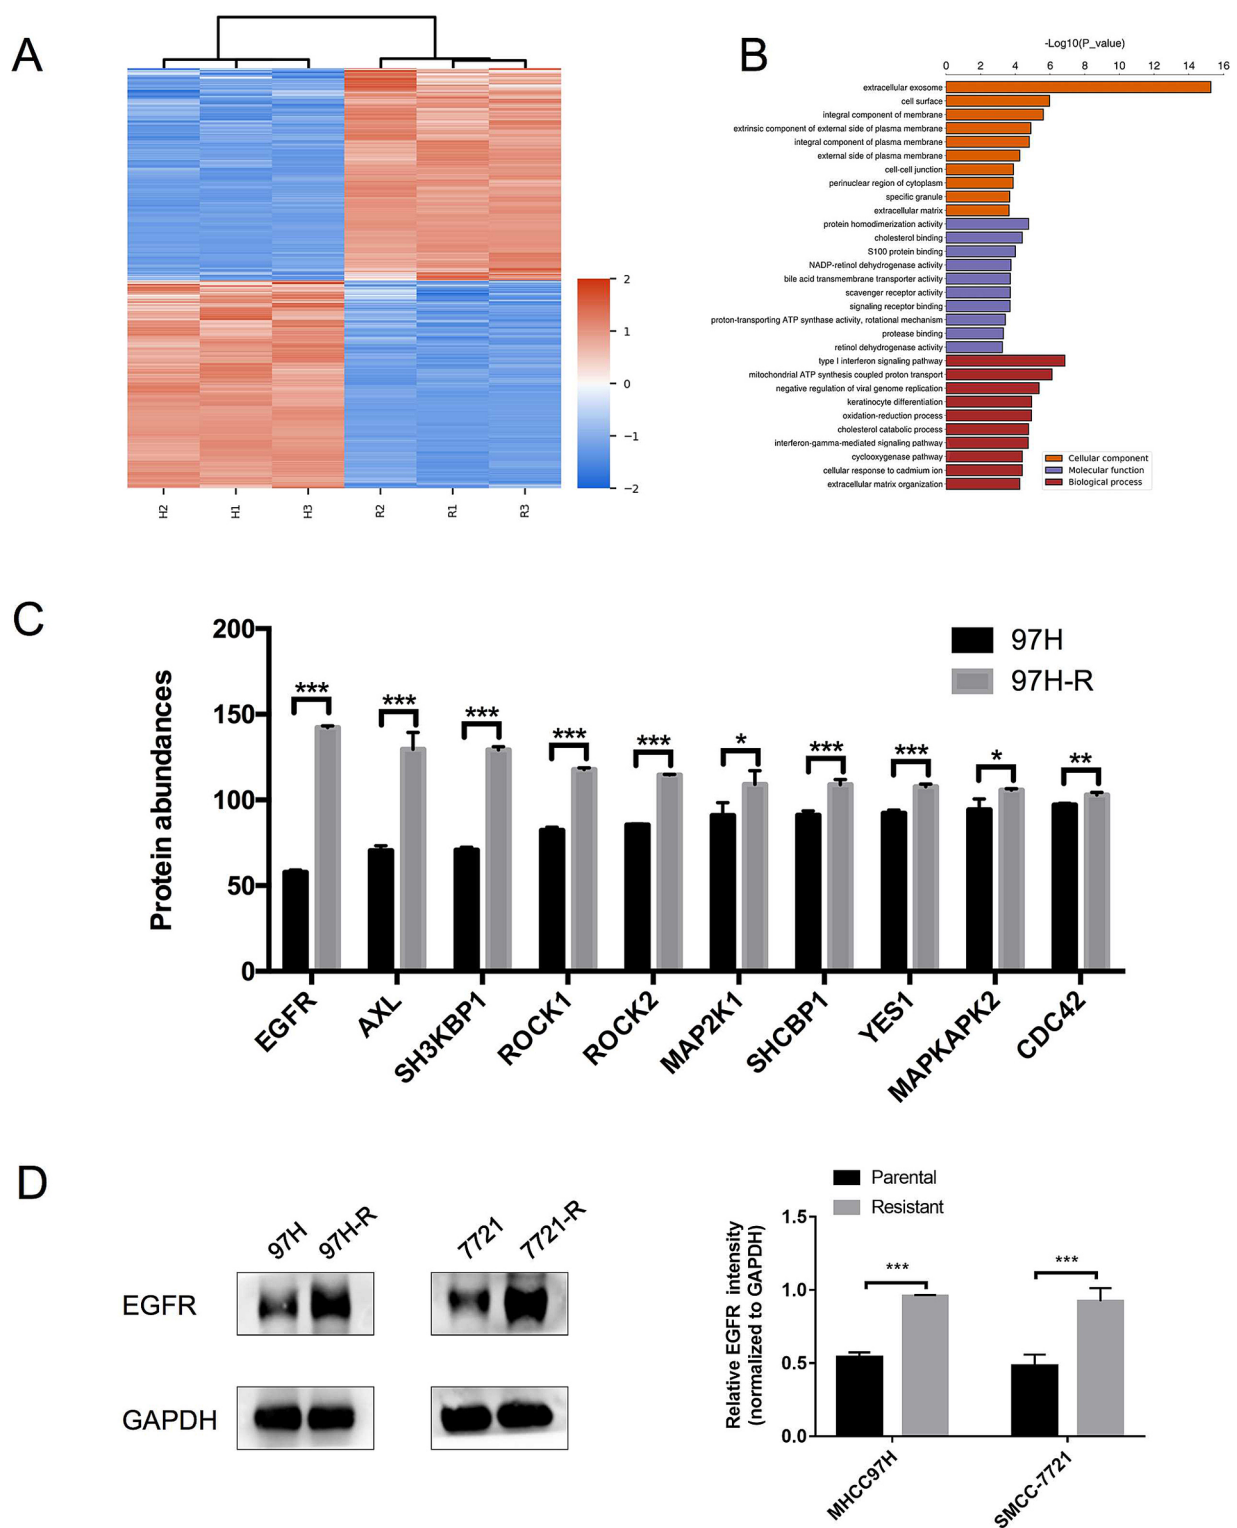 A
2
1
0
−1
−2
H2
H1
H3
R2
R1
R3
B
-Log10(P_value)
0 2 4 6 8 10 12 14 16
extracellular exosome
cell surface
integral component of membrane
extrinsic component of external side of plasma membrane
integral component of plasma membrane
external side of plasma membrane
cell-cell junction
perinuclear region of cytoplasm
specific granule
extracellular matrix
protein homodimerization activity
cholesterol binding
S100 protein binding
NADP-retinol dehydrogenase activity
bile acid transmembrane transporter activity
scavenger receptor activity
signaling receptor binding
proton-transporting ATP synthase activity, rotational mechanism
protease binding
retinol dehydrogenase activity
type I interferon signaling pathway
mitochondrial ATP synthesis coupled proton transport
negative regulation of viral genome replication
keratinocyte differentiation
oxidation-reduction process
cholesterol catabolic process
interferon-gamma-mediated signaling pathway
cyclooxygenase pathway
cellular response to cadmium ion
extracellular matrix organization
Cellular component
Molecular function
Biological process
C
Protein abundances
200
150
100
50
0
97H
97H-R
*** *** *** *** *** * *** *** * **
EGFR
AXL
SH3KBP1
ROCK1
ROCK2
MAP2K1
SHCBP1
YES1
MAPKAPK2
CDC42
D
97H 97H-R 7721 7721-R
EGFR
GAPDH
Parental
Resistant
Relative EGFR intensity
(normalized to GAPDH)
1.5
1.0
0.5
0.0
*** ***
MHCC97H
SMCC-7721